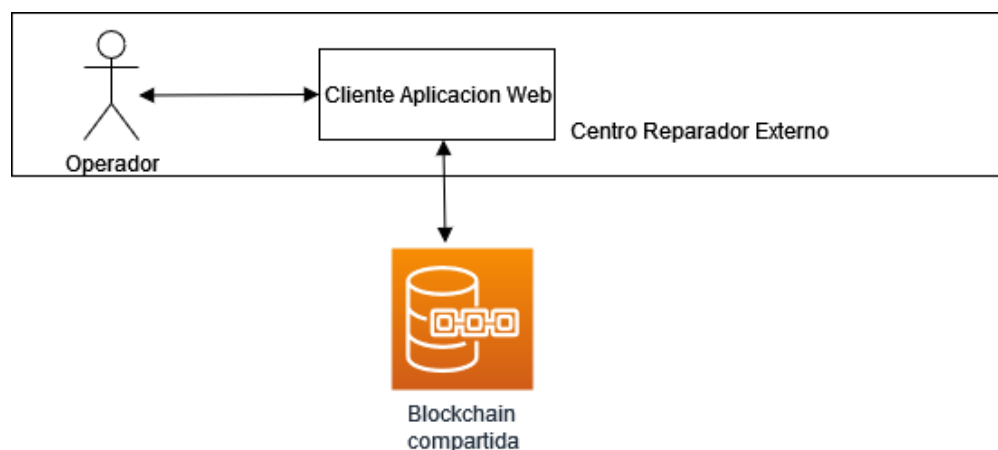 Cliente Aplicacion Web
Centro Reparador Externo
Operador
Blockchain
compartida